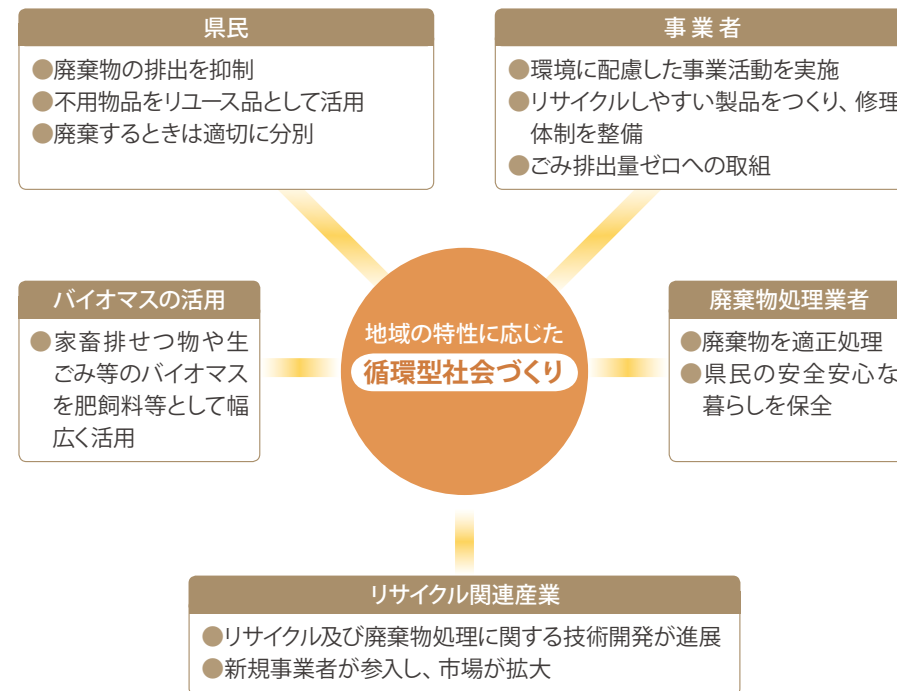 県民
●廃棄物の排出を抑制
●不用物品をリユース品として活用
●廃棄するときは適切に分別
事業者
●環境に配慮した事業活動を実施
●リサイクルしやすい製品をつくり、修理
体制を整備
●ごみ排出量ゼロへの取組
地域の特性に応じた
循環型社会づくり
バイオマスの活用
●家畜排せつ物や生
ごみ等のバイオマス
を肥飼料等として幅
広く活用
廃棄物処理業者
●廃棄物を適正処理
●県民の安全安心な
暮らしを保全
リサイクル関連産業
●リサイクル及び廃棄物処理に関する技術開発が進展
●新規事業者が参入し、市場が拡大